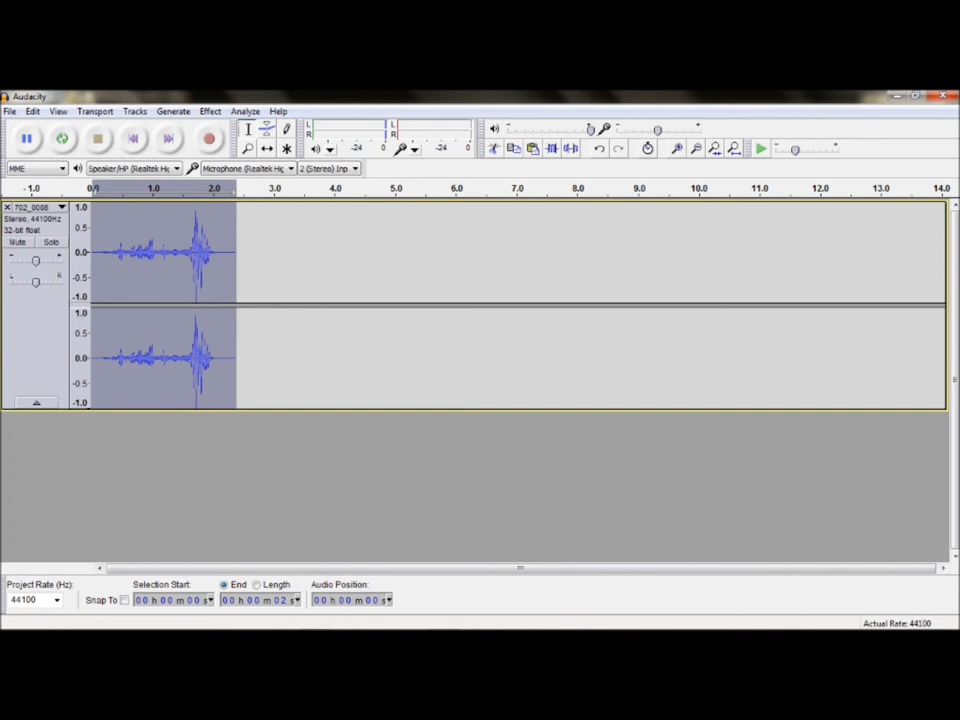 Audacity
File Edit View Transport Tracks Generate Effect Analyze Help
L
R
-24 0
L
R
-24 0
- +
- +
- +
MME
Speaker/HP (Realtek Hig
Microphone (Realtek Hig
2 (Stereo) Inp
-1.0 0.0 1.0 2.0 3.0 4.0 5.0 6.0 7.0 8.0 9.0 10.0 11.0 12.0 13.0 14.0
702_0008
Stereo, 44100Hz
32-bit float
Mute Solo
- +
L R
1.0
0.5-
0.0-
-0.5-
-1.0
1.0
0.5-
0.0-
-0.5-
-1.0
Project Rate (Hz): Selection Start: End Length Audio Position:
44100 Snap To 00 h 00 m 00 s 00 h 00 m 02 s 00 h 00 m 00 s
Actual Rate: 44100